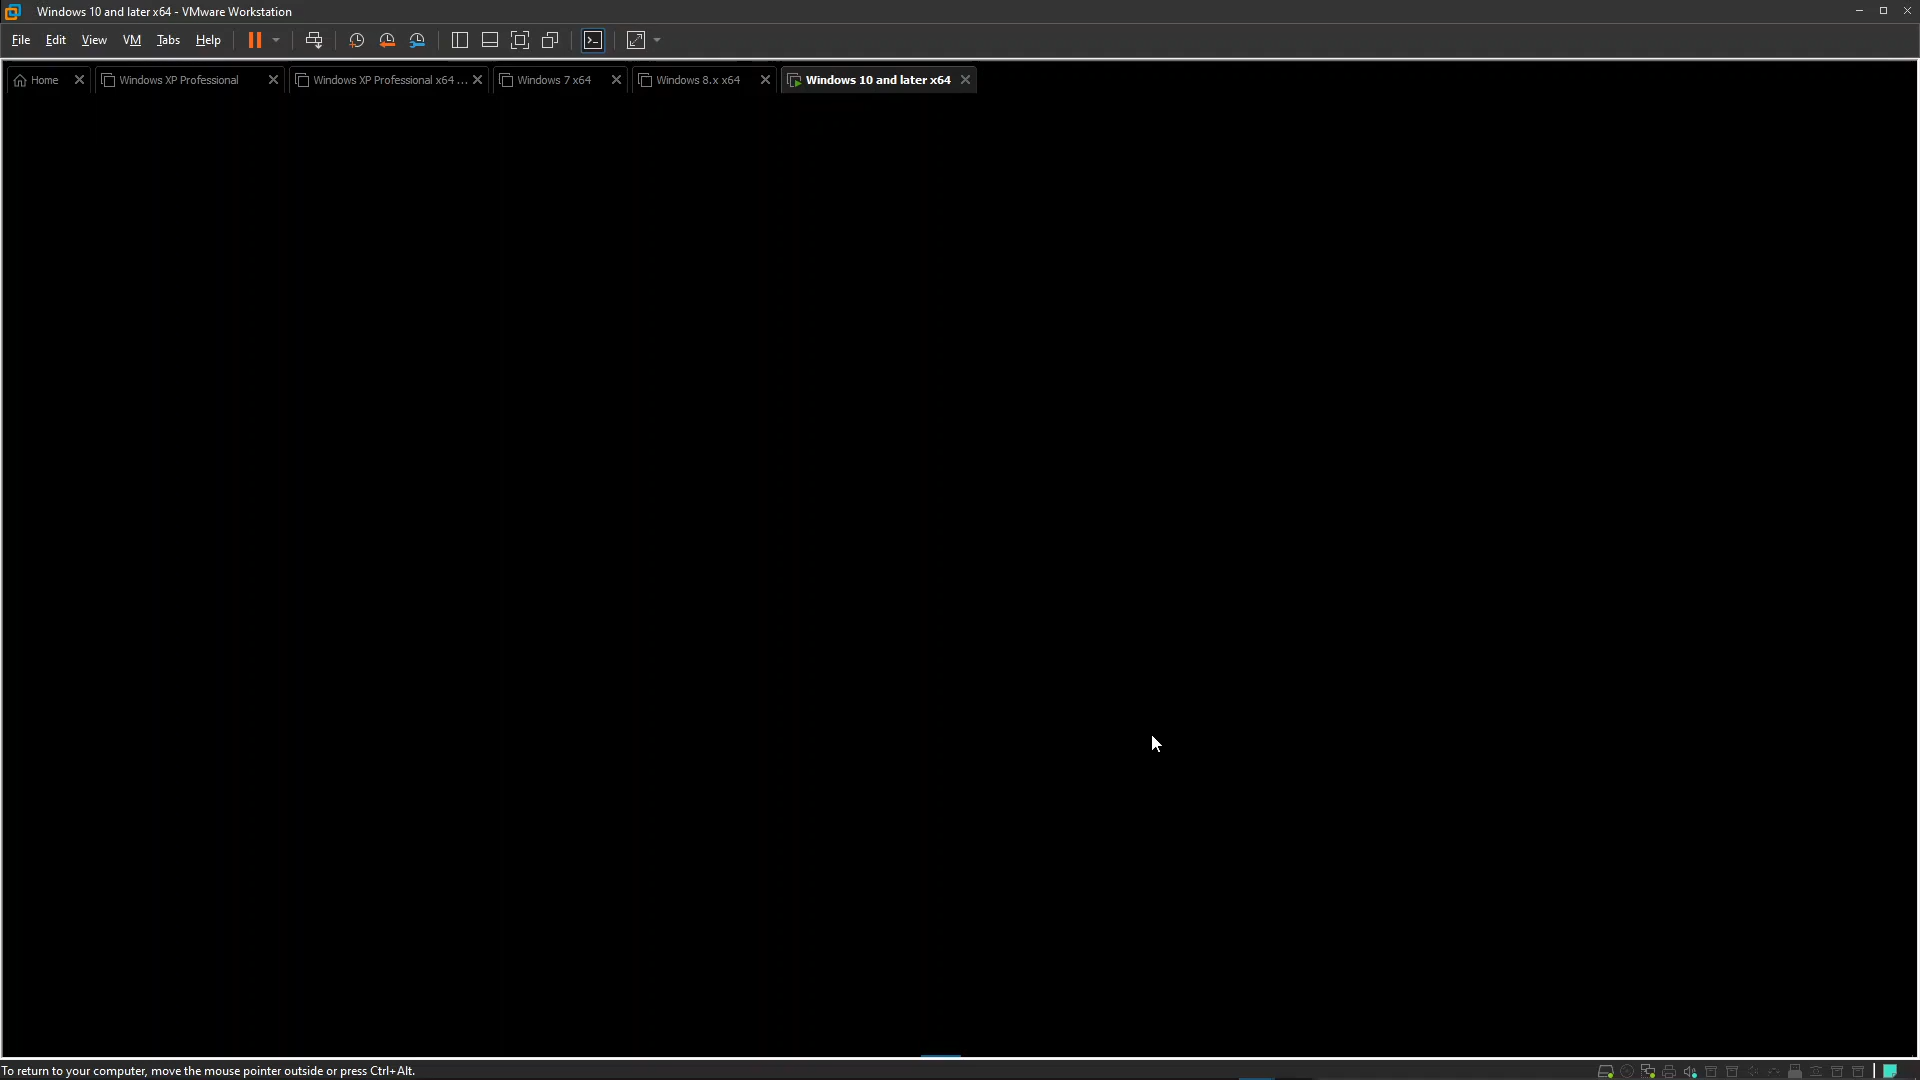 Windows 10 and later x64 - VMware Workstation
File Edit View VM Tabs Help
Home Windows XP Professional Windows XP Professional x64 ... Windows 7 x64 Windows 8.x x64 Windows 10 and later x64
To return to your computer, move the mouse pointer outside or press Ctrl+Alt.